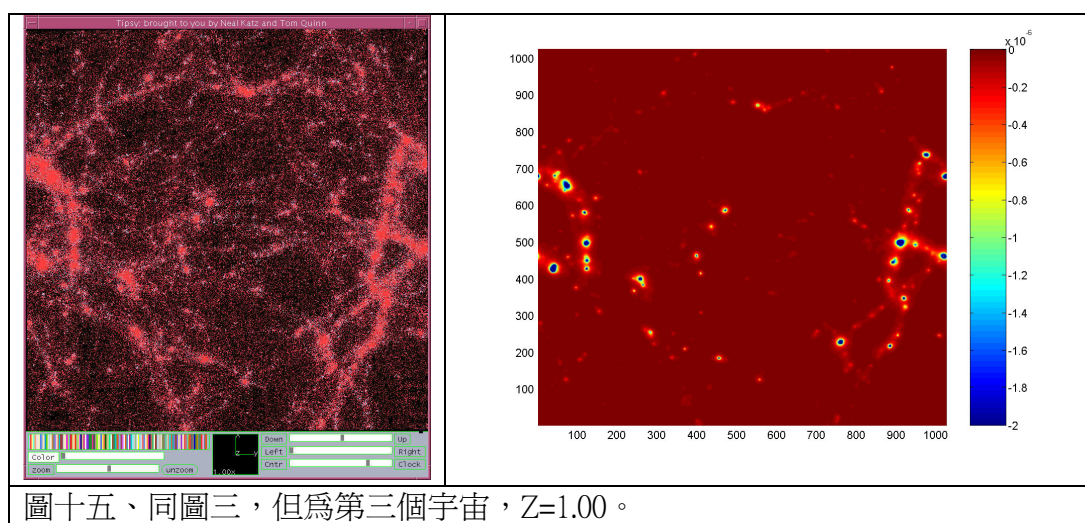 Tipsy: brought to you by Neal Katz and Tom Quinn
Color
zoom
unzoom
1.00x
z
y
Down
Up
Left
Right
Cntr
Clock
x 10^-6
1000
900
800
700
600
500
400
300
200
100
100 200 300 400 500 600 700 800 900 1000
0
-0.2
-0.4
-0.6
-0.8
-1
-1.2
-1.4
-1.6
-1.8
-2
圖十五、同圖三，但為第三個宇宙，Z=1.00。